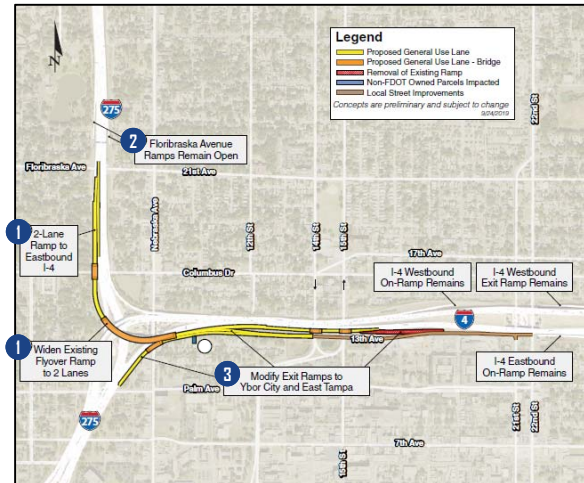 N
Legend
Proposed General Use Lane
Proposed General Use Lane - Bridge
Removal of Existing Ramp
Non-FDOT Owned Parcels Impacted
Local Street Improvements
Concepts are preliminary and subject to change
9/24/2019
22nd St
275
2
Floribraska Avenue
Ramps Remain Open
Floribraska Ave
21st Ave
Nebraska Ave
12th St
14th St
15th St
1
2-Lane
Ramp to
Eastbound
I-4
17th Ave
Columbus Dr
I-4 Westbound
On-Ramp Remains
I-4 Westbound
Exit Ramp Remains
4
13th Ave
1
Widen Existing
Flyover Ramp
to 2 Lanes
3
Modify Exit Ramps to
Ybor City and East Tampa
I-4 Eastbound
On-Ramp Remains
Palm Ave
275
21st St
22nd St
7th Ave
15th St